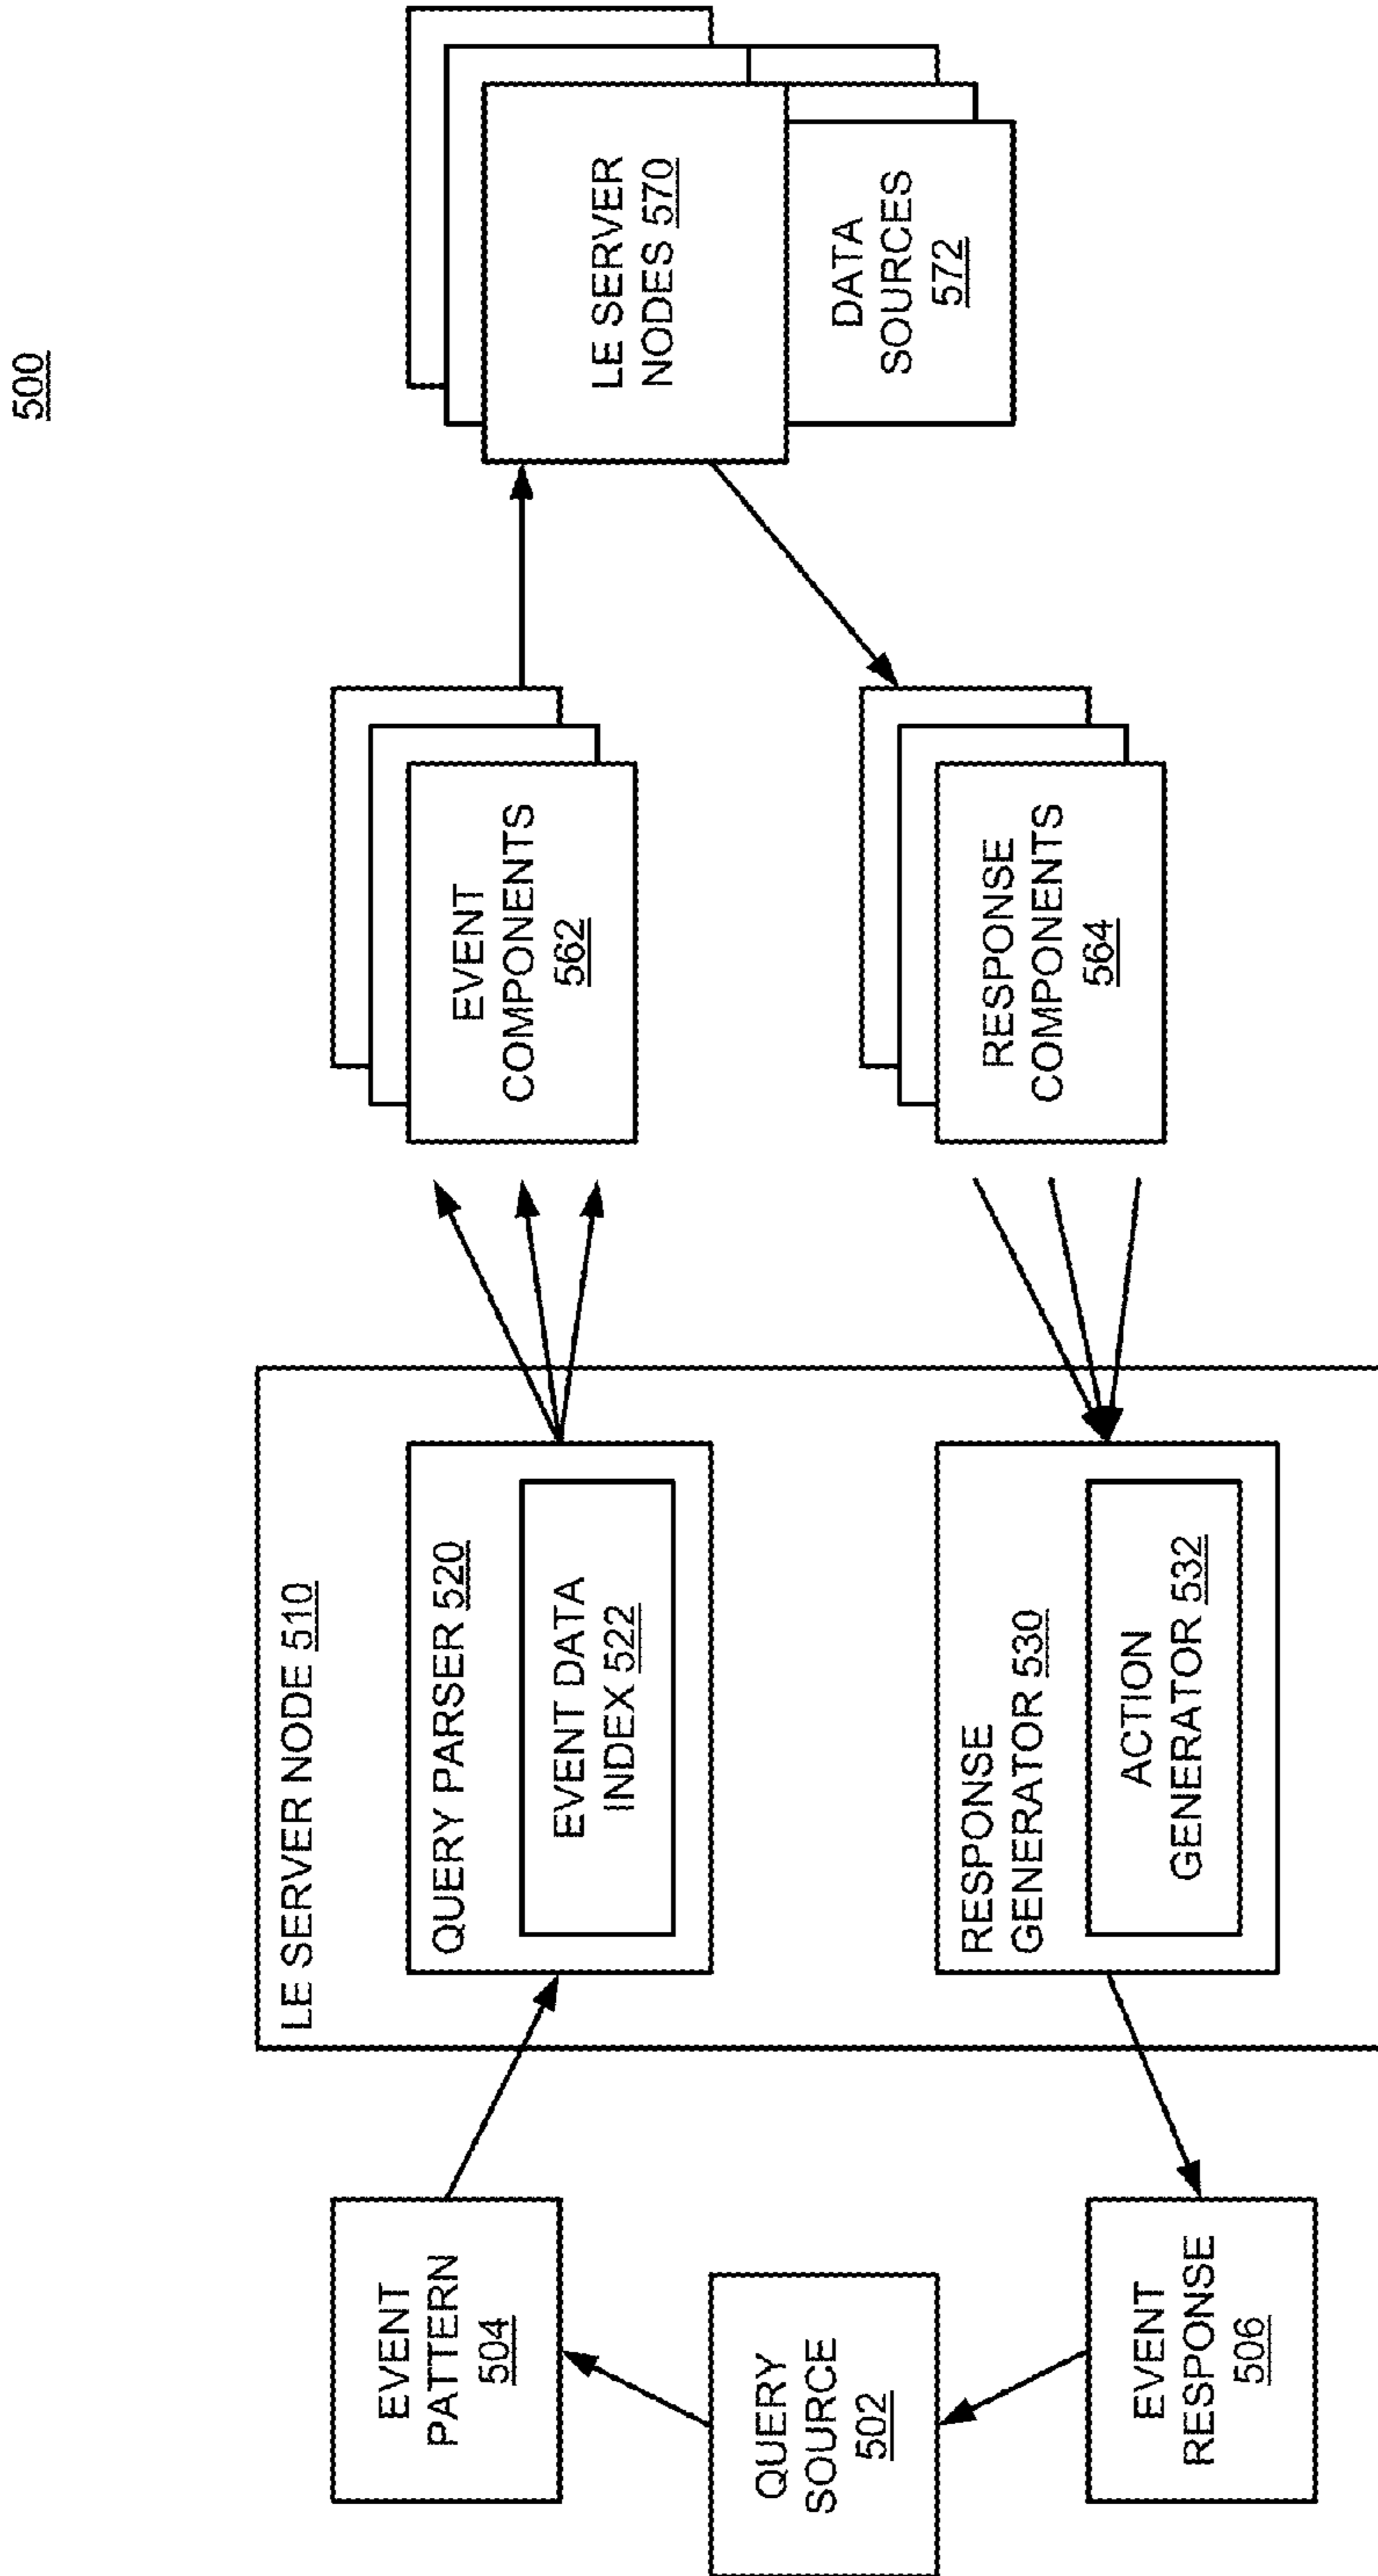 500
LE SERVER NODE 510
EVENT
PATTERN
504
QUERY PARSER 520
EVENT DATA
INDEX 522
EVENT
COMPONENTS
562
LE SERVER
NODES 570
DATA
SOURCES
572
QUERY
SOURCE
502
EVENT
RESPONSE
506
RESPONSE
GENERATOR 530
ACTION
GENERATOR 532
RESPONSE
COMPONENTS
564